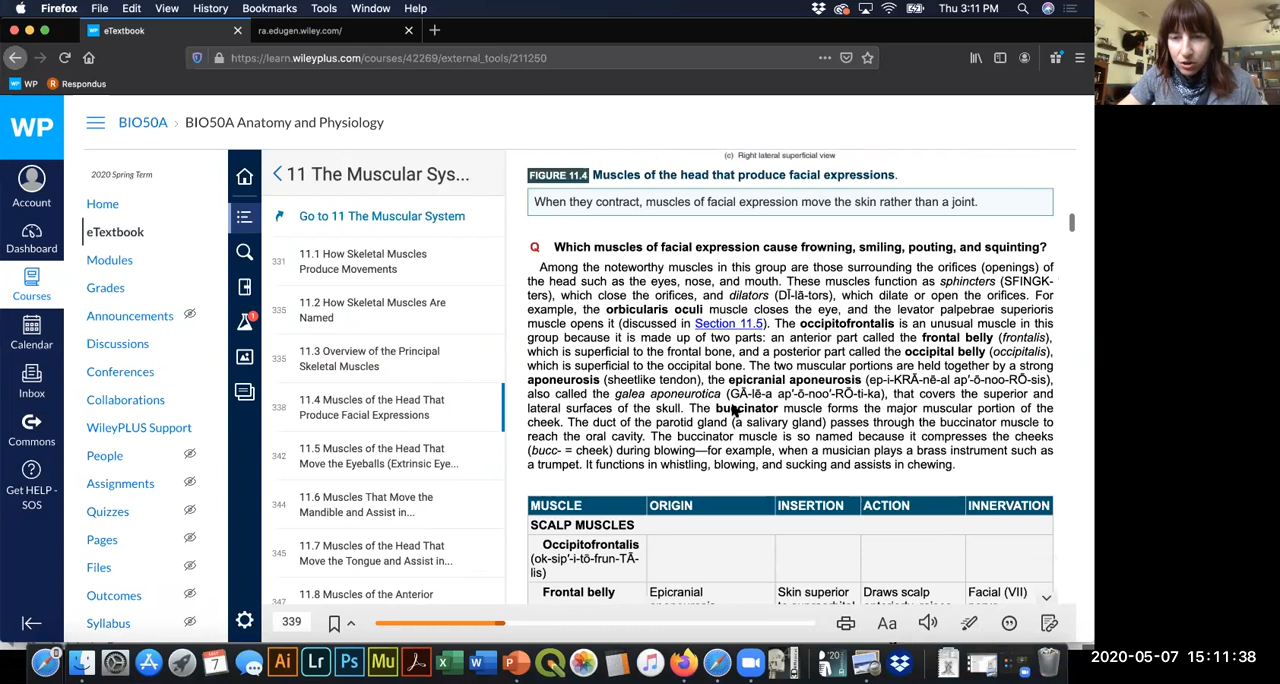 Firefox File Edit View History Bookmarks Tools Window Help Thu 3:11 PM
WP eTextbook × ra.edugen.wiley.com/ × +
https://learn.wileyplus.com/courses/42269/external_tools/211250
WP WP R Respondus
WP
BIO50A › BIO50A Anatomy and Physiology
Account
Dashboard
Courses
Calendar
Inbox
Commons
Get HELP -
SOS
2020 Spring Term
Home
eTextbook
Modules
Grades
Announcements
Discussions
Conferences
Collaborations
WileyPLUS Support
People
Assignments
Quizzes
Pages
Files
Outcomes
Syllabus
1
11 The Muscular Sys...
Go to 11 The Muscular System
331 11.1 How Skeletal Muscles
Produce Movements
335 11.2 How Skeletal Muscles Are
Named
335 11.3 Overview of the Principal
Skeletal Muscles
338 11.4 Muscles of the Head That
Produce Facial Expressions
342 11.5 Muscles of the Head That
Move the Eyeballs (Extrinsic Eye...
344 11.6 Muscles That Move the
Mandible and Assist in...
345 11.7 Muscles of the Head That
Move the Tongue and Assist in...
347 11.8 Muscles of the Anterior
(c) Right lateral superficial view
FIGURE 11.4 Muscles of the head that produce facial expressions.
When they contract, muscles of facial expression move the skin rather than a joint.
Q Which muscles of facial expression cause frowning, smiling, pouting, and squinting?
Among the noteworthy muscles in this group are those surrounding the orifices (openings) of
the head such as the eyes, nose, and mouth. These muscles function as sphincters (SFINGK-
ters), which close the orifices, and dilators (DĪ-lā-tors), which dilate or open the orifices. For
example, the orbicularis oculi muscle closes the eye, and the levator palpebrae superioris
muscle opens it (discussed in Section 11.5). The occipitofrontalis is an unusual muscle in this
group because it is made up of two parts: an anterior part called the frontal belly (frontalis),
which is superficial to the frontal bone, and a posterior part called the occipital belly (occipitalis),
which is superficial to the occipital bone. The two muscular portions are held together by a strong
aponeurosis (sheetlike tendon), the epicranial aponeurosis (ep-i-KRĀ-nē-al ap′-ō-noo-RŌ-sis),
also called the galea aponeurotica (GĀ-lē-a ap′-ō-noo′-RŌ-ti-ka), that covers the superior and
lateral surfaces of the skull. The buccinator muscle forms the major muscular portion of the
cheek. The duct of the parotid gland (a salivary gland) passes through the buccinator muscle to
reach the oral cavity. The buccinator muscle is so named because it compresses the cheeks
(bucc- = cheek) during blowing—for example, when a musician plays a brass instrument such as
a trumpet. It functions in whistling, blowing, and sucking and assists in chewing.
MUSCLE ORIGIN INSERTION ACTION INNERVATION
SCALP MUSCLES
Occipitofrontalis
(ok-sip′-i-tō-frun-TĀ-
lis)
Frontal belly Epicranial Skin superior Draws scalp Facial (VII)
339 Aa
7 Ai Lr Ps Mu X W P
2020-05-07 15:11:38